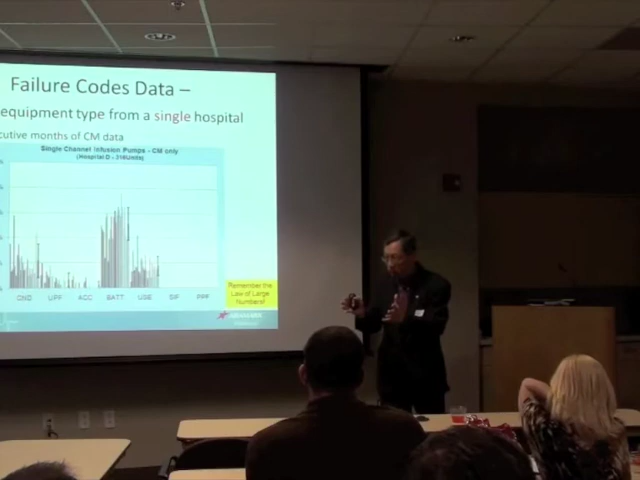 Failure Codes Data –
equipment type from a single hospital
cutive months of CM data
Single Channel Infusion Pumps - CM only
(Hospital D - 316Units)
CND UPF ACC BATT USE SIF PPF
Remember the
Law of Large
Numbers!